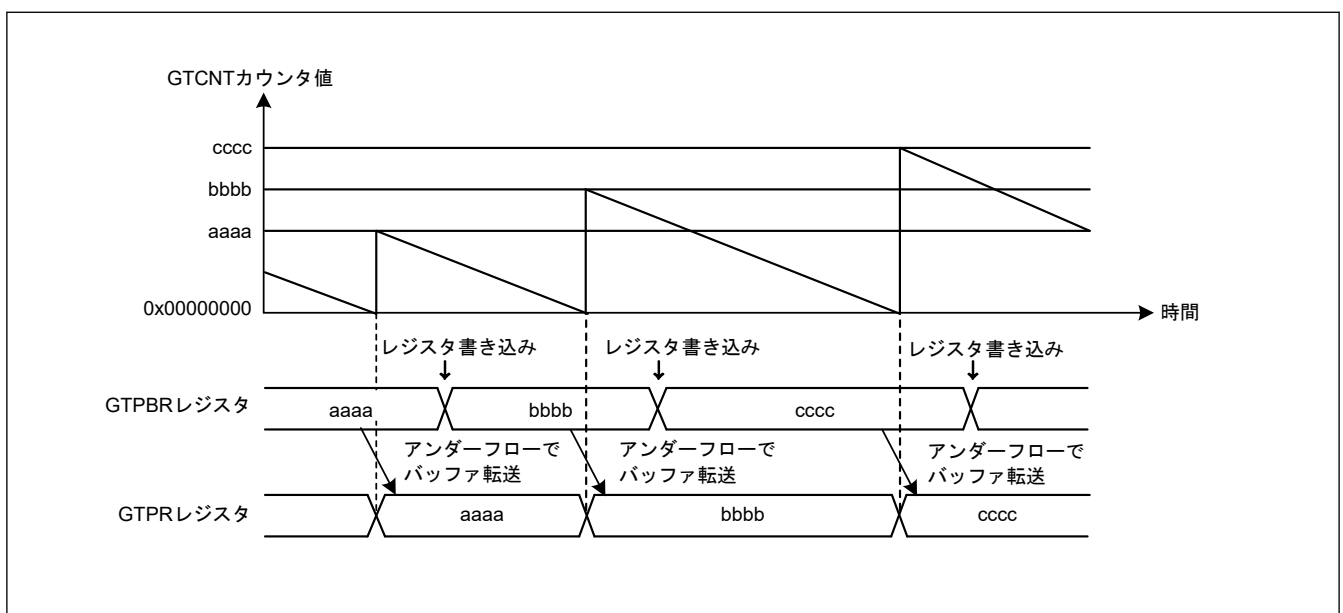 GTCNTカウンタ値
cccc
bbbb
aaaa
0x00000000
時間
レジスタ書き込み レジスタ書き込み レジスタ書き込み
GTPBRレジスタ
aaaa bbbb cccc
アンダーフローで アンダーフローで アンダーフローで
バッファ転送 バッファ転送 バッファ転送
GTPRレジスタ
aaaa bbbb cccc